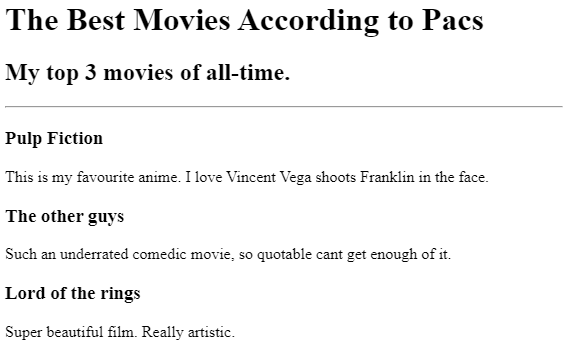 The Best Movies According to Pacs
My top 3 movies of all-time.
Pulp Fiction
This is my favourite anime. I love Vincent Vega shoots Franklin in the face.
The other guys
Such an underrated comedic movie, so quotable cant get enough of it.
Lord of the rings
Super beautiful film. Really artistic.